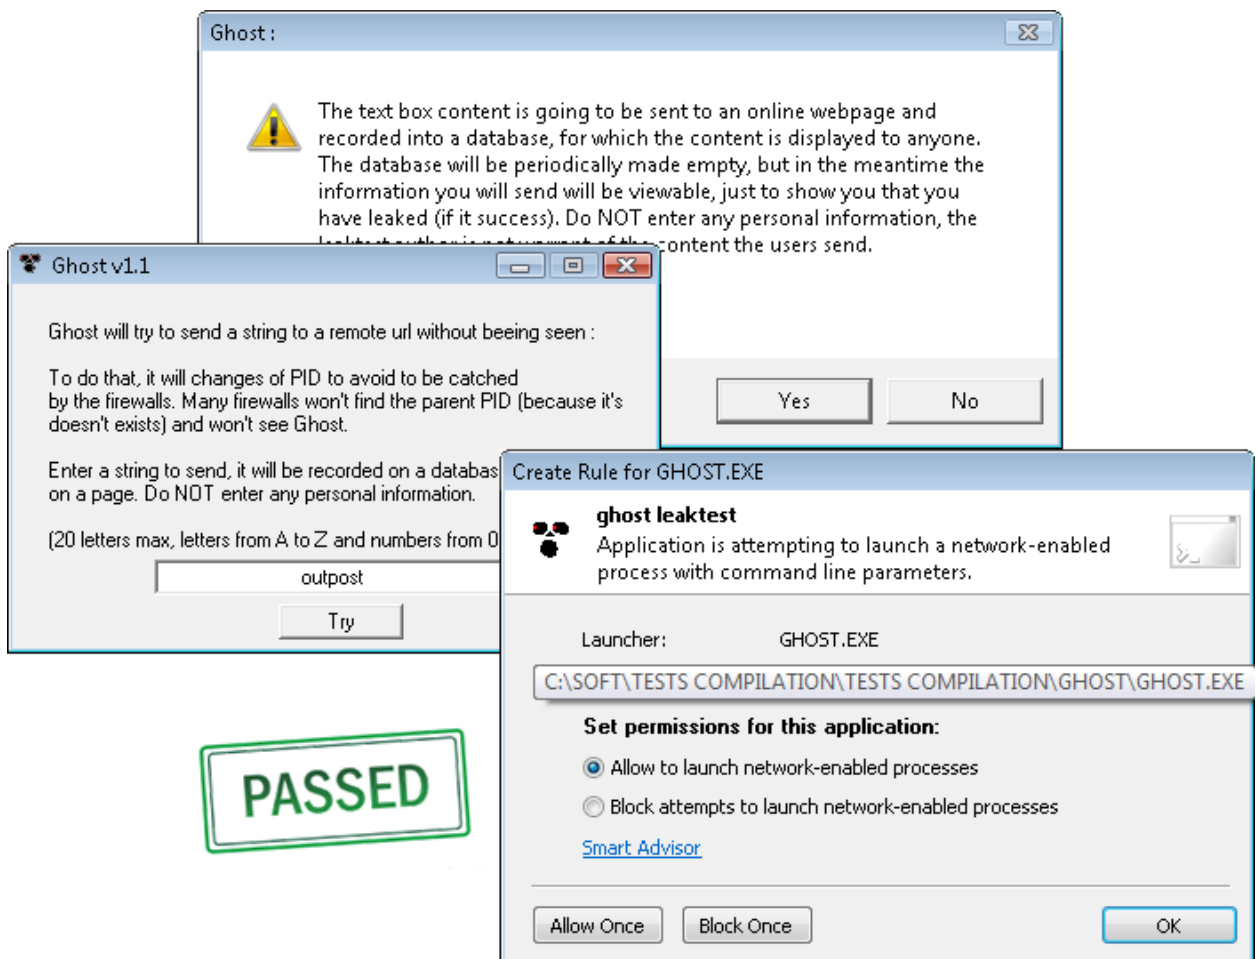 Ghost :
The text box content is going to be sent to an online webpage and
recorded into a database, for which the content is displayed to anyone.
The database will be periodically made empty, but in the meantime the
information you will send will be viewable, just to show you that you
have leaked (if it success). Do NOT enter any personal information, the
leaktest author is not warrant of the content the users send.
Yes
No
Ghost v1.1
Ghost will try to send a string to a remote url without beeing seen :
To do that, it will changes of PID to avoid to be catched
by the firewalls. Many firewalls won't find the parent PID (because it's
doesn't exists) and won't see Ghost.
Enter a string to send, it will be recorded on a databas
on a page. Do NOT enter any personal information.
(20 letters max, letters from A to Z and numbers from 0
outpost
Try
Create Rule for GHOST.EXE
ghost leaktest
Application is attempting to launch a network-enabled
process with command line parameters.
Launcher: GHOST.EXE
C:\SOFT\TESTS COMPILATION\TESTS COMPILATION\GHOST\GHOST.EXE
Set permissions for this application:
Allow to launch network-enabled processes
Block attempts to launch network-enabled processes
Smart Advisor
Allow Once
Block Once
OK
PASSED